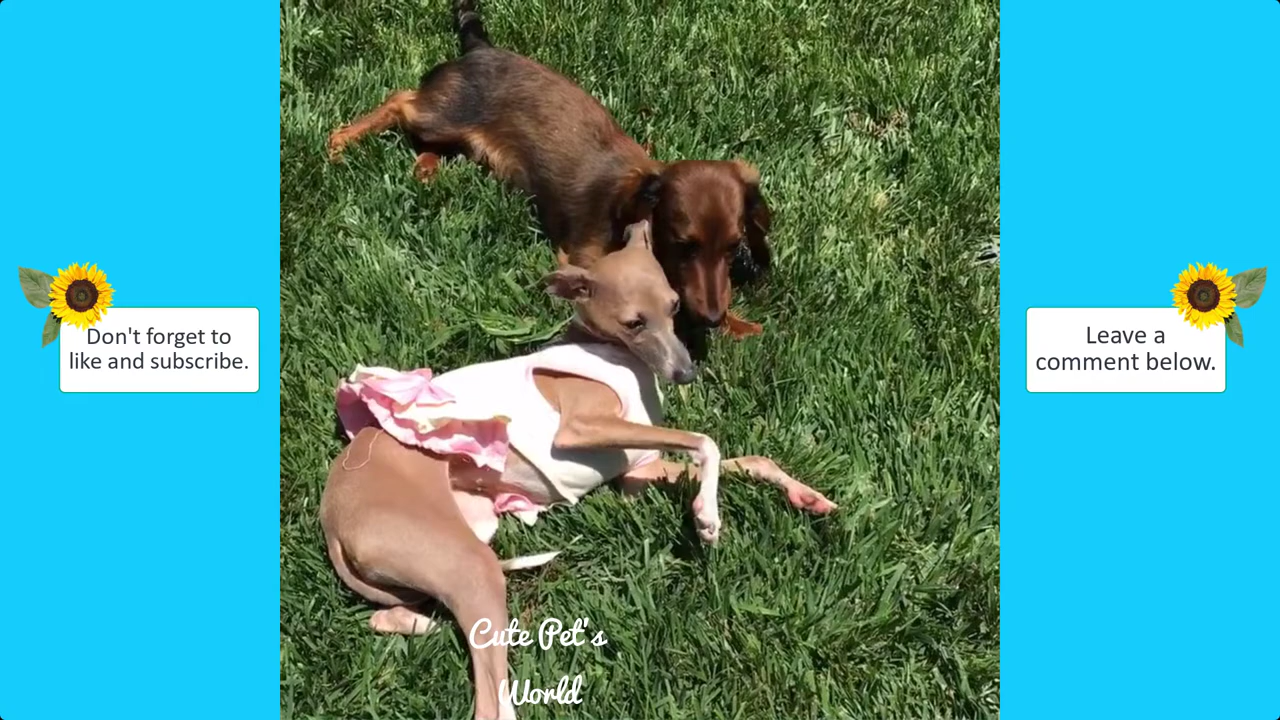 Don't forget to
like and subscribe.
Leave a
comment below.
Cute Pet's
World